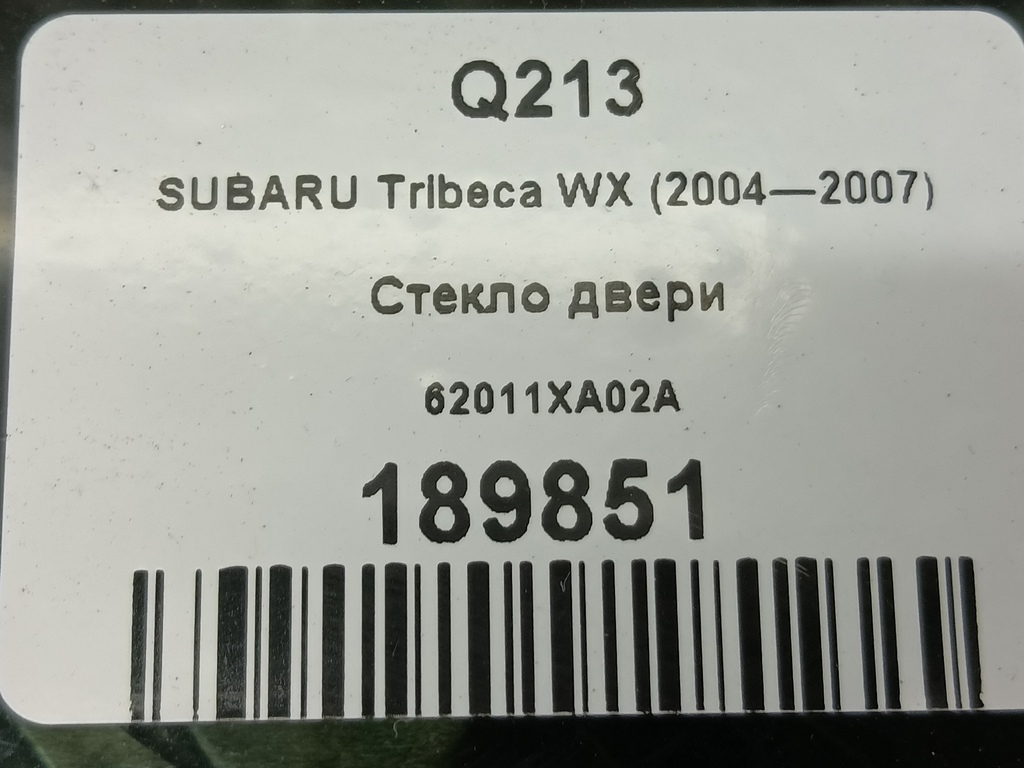 Q213
SUBARU Tribeca WX (2004—2007)
Стекло двери
62011XA02A
189851